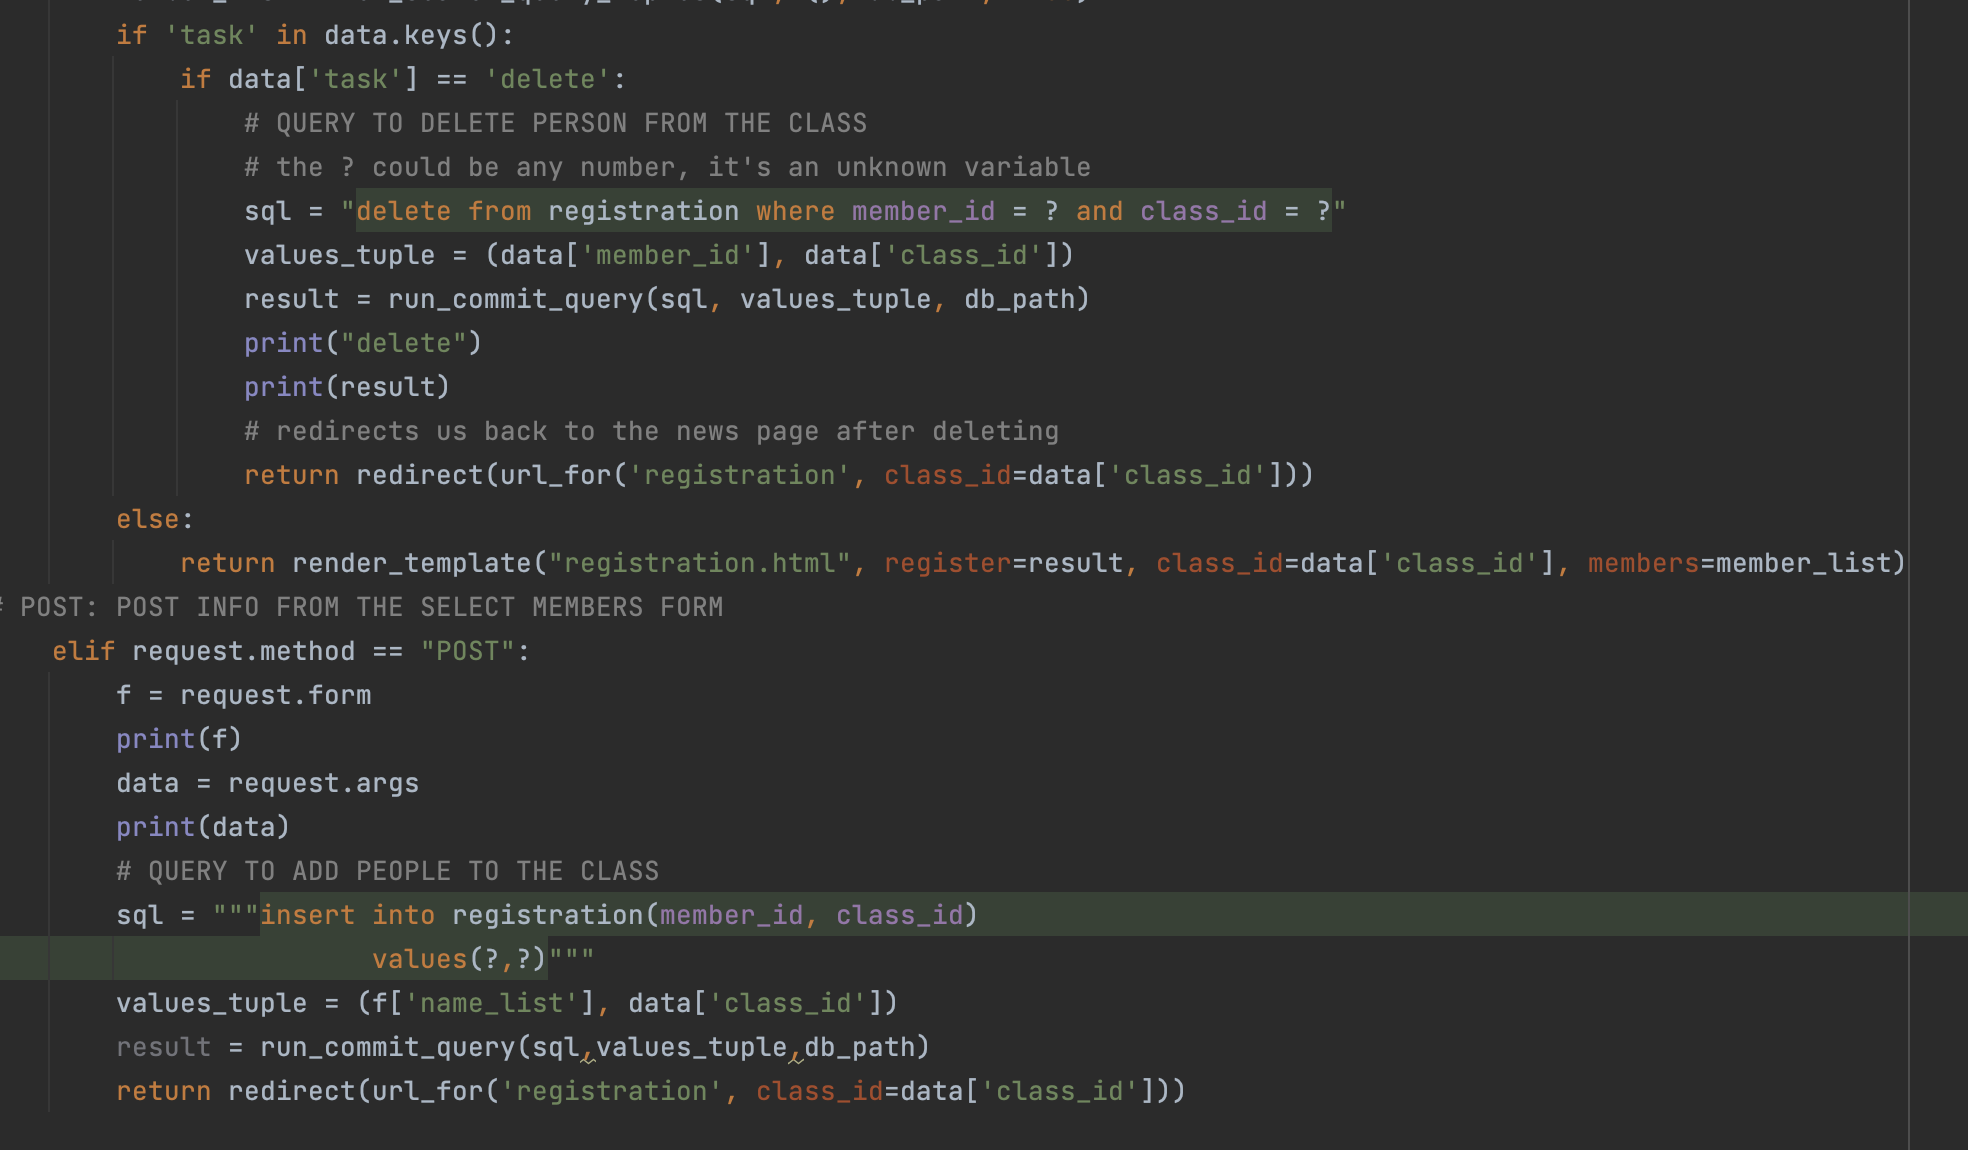 if 'task' in data.keys():
if data['task'] == 'delete':
# QUERY TO DELETE PERSON FROM THE CLASS
# the ? could be any number, it's an unknown variable
sql = "delete from registration where member_id = ? and class_id = ?"
values_tuple = (data['member_id'], data['class_id'])
result = run_commit_query(sql, values_tuple, db_path)
print("delete")
print(result)
# redirects us back to the news page after deleting
return redirect(url_for('registration', class_id=data['class_id']))
else:
return render_template("registration.html", register=result, class_id=data['class_id'], members=member_list)
# POST: POST INFO FROM THE SELECT MEMBERS FORM
elif request.method == "POST":
f = request.form
print(f)
data = request.args
print(data)
# QUERY TO ADD PEOPLE TO THE CLASS
sql = """insert into registration(member_id, class_id)
values(?,?)"""
values_tuple = (f['name_list'], data['class_id'])
result = run_commit_query(sql,values_tuple,db_path)
return redirect(url_for('registration', class_id=data['class_id']))